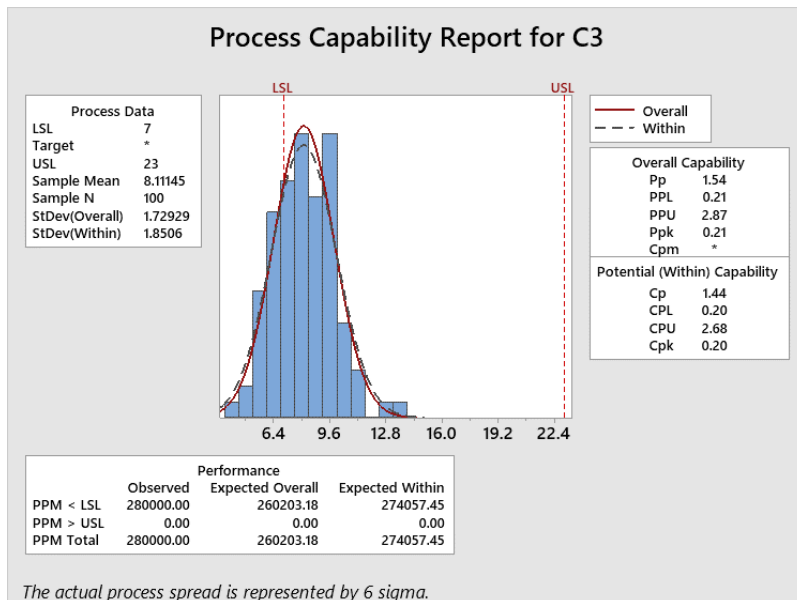 Process Capability Report for C3
LSL USL
Process Data
LSL 7
Target *
USL 23
Sample Mean 8.11145
Sample N 100
StDev(Overall) 1.72929
StDev(Within) 1.8506
Overall
Within
Overall Capability
Pp 1.54
PPL 0.21
PPU 2.87
Ppk 0.21
Cpm *
Potential (Within) Capability
Cp 1.44
CPL 0.20
CPU 2.68
Cpk 0.20
6.4 9.6 12.8 16.0 19.2 22.4
Performance
Observed Expected Overall Expected Within
PPM < LSL 280000.00 260203.18 274057.45
PPM > USL 0.00 0.00 0.00
PPM Total 280000.00 260203.18 274057.45
The actual process spread is represented by 6 sigma.